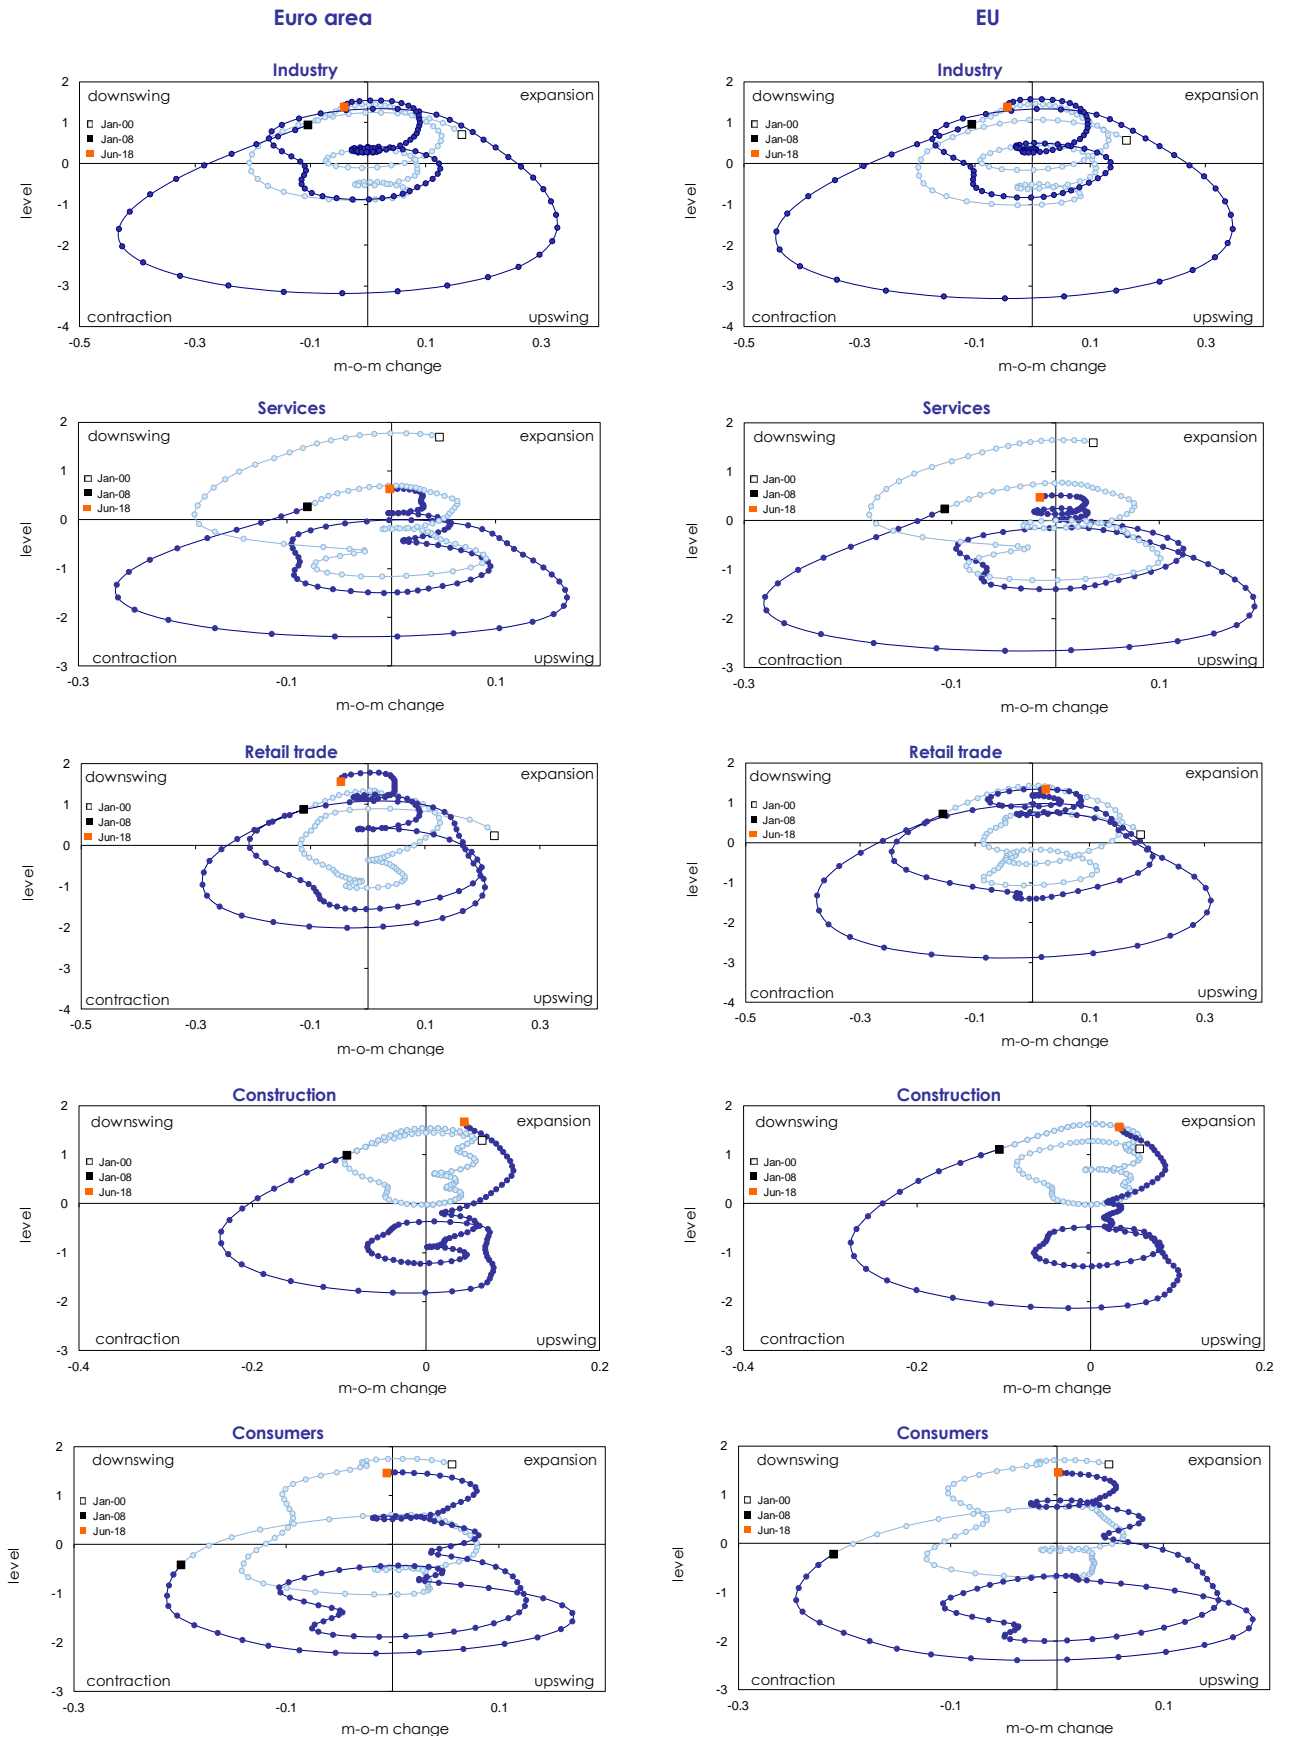 Euro area
EU
Industry
downswing
expansion
Jan-00
Jan-08
Jun-18
contraction
upswing
level
2
1
0
-1
-2
-3
-4
-0.5 -0.3 -0.1 0.1 0.3
m-o-m change
Industry
downswing
expansion
Jan-00
Jan-08
Jun-18
contraction
upswing
level
2
1
0
-1
-2
-3
-4
-0.5 -0.3 -0.1 0.1 0.3
m-o-m change
Services
downswing
expansion
Jan-00
Jan-08
Jun-18
contraction
upswing
level
2
1
0
-1
-2
-3
-0.3 -0.1 0.1
m-o-m change
Services
downswing
expansion
Jan-00
Jan-08
Jun-18
contraction
upswing
level
2
1
0
-1
-2
-3
-0.3 -0.1 0.1
m-o-m change
Retail trade
downswing
expansion
Jan-00
Jan-08
Jun-18
contraction
upswing
level
2
1
0
-1
-2
-3
-4
-0.5 -0.3 -0.1 0.1 0.3
m-o-m change
Retail trade
downswing
expansion
Jan-00
Jan-08
Jun-18
contraction
upswing
level
2
1
0
-1
-2
-3
-4
-0.5 -0.3 -0.1 0.1 0.3
m-o-m change
Construction
downswing
expansion
Jan-00
Jan-08
Jun-18
contraction
upswing
level
2
1
0
-1
-2
-3
-0.4 -0.2 0 0.2
m-o-m change
Construction
downswing
expansion
Jan-00
Jan-08
Jun-18
contraction
upswing
level
2
1
0
-1
-2
-3
-0.4 -0.2 0 0.2
m-o-m change
Consumers
downswing
expansion
Jan-00
Jan-08
Jun-18
contraction
upswing
level
2
1
0
-1
-2
-3
-0.3 -0.1 0.1
m-o-m change
Consumers
downswing
expansion
Jan-00
Jan-08
Jun-18
contraction
upswing
level
2
1
0
-1
-2
-3
-0.3 -0.1 0.1
m-o-m change